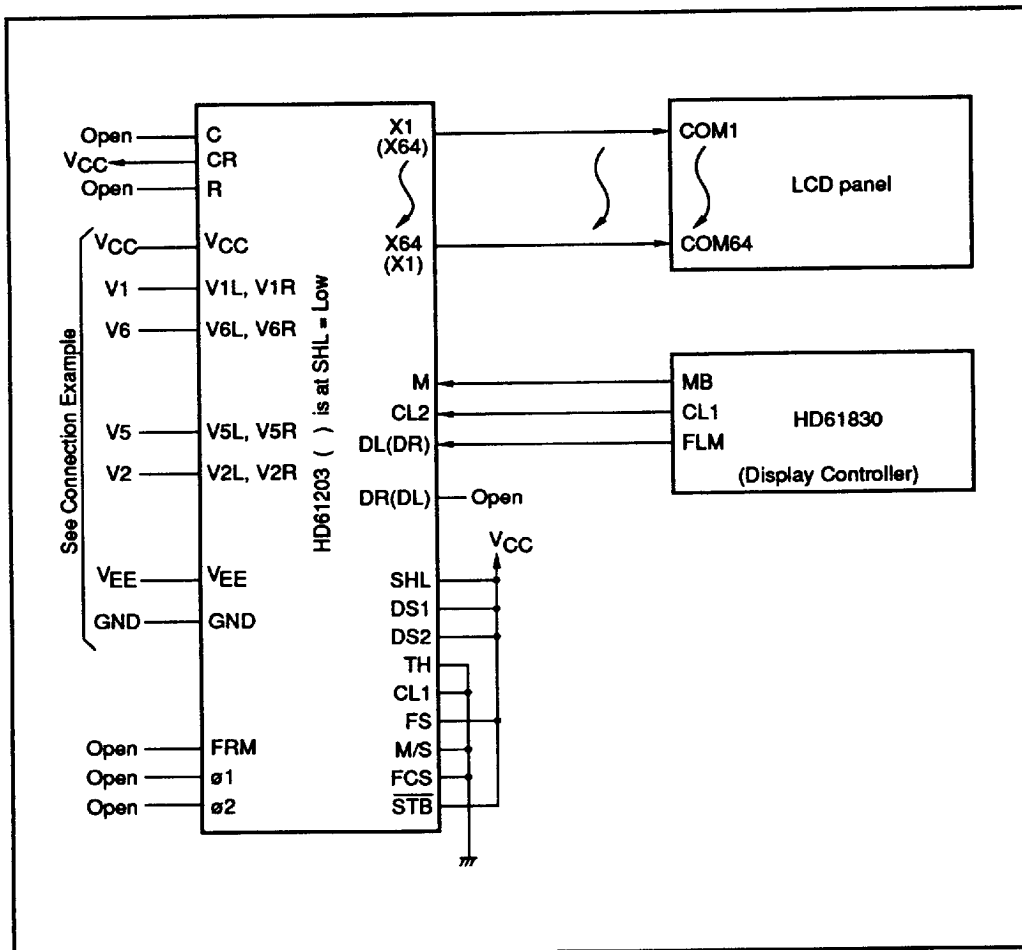 Open
C
VCC
CR
Open
R
VCC
VCC
V1
V1L, V1R
V6
V6L, V6R
V5
V5L, V5R
V2
V2L, V2R
VEE
VEE
GND
GND
See Connection Example
Open
FRM
Open
ø1
Open
ø2
HD61203 ( ) is at SHL = Low
X1
(X64)
X64
(X1)
M
CL2
DL(DR)
DR(DL)
Open
VCC
SHL
DS1
DS2
TH
CL1
FS
M/S
FCS
STB
COM1
LCD panel
COM64
MB
CL1
HD61830
FLM
(Display Controller)